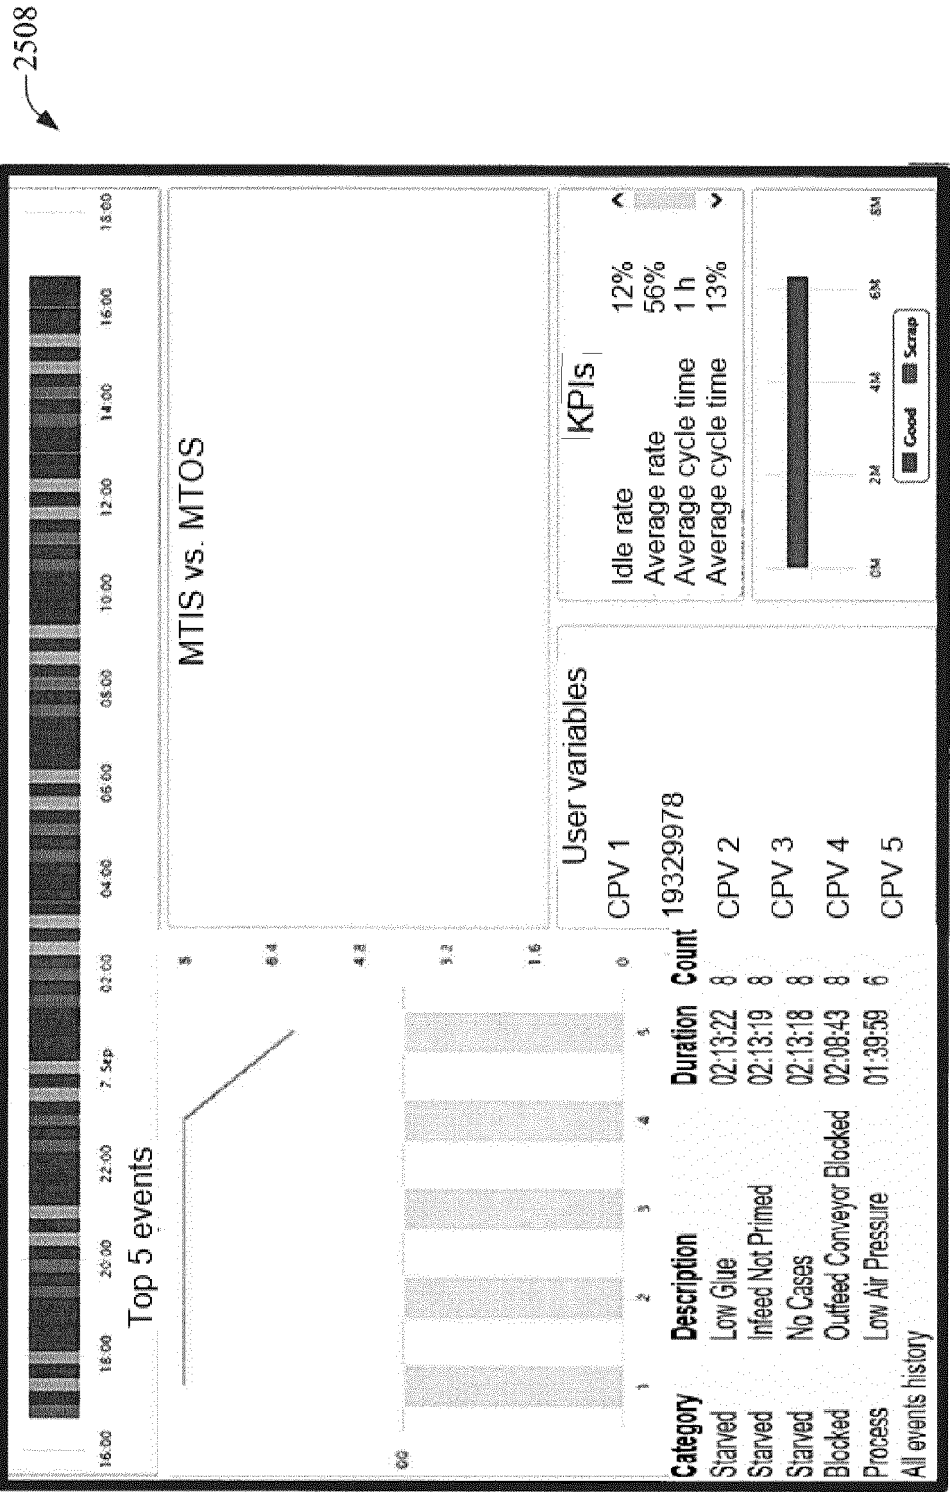 2508
16:00 18:00 20:00 22:00 7. Sep 02:00 04:00 06:00 08:00 10:00 12:00 14:00 16:00 18:00
Top 5 events
8
6.4
4.8
3.2
1.6
0
00
1 2 3 4 5
Category Description Duration Count
Starved Low Glue 02:13:22 8
Starved Infeed Not Primed 02:13:19 8
Starved No Cases 02:13:18 8
Blocked Outfeed Conveyor Blocked 02:08:43 8
Process Low Air Pressure 01:39:59 6
All events history
MTIS vs. MTOS
User variables
CPV 1
19329978
CPV 2
CPV 3
CPV 4
CPV 5
KPIs
Idle rate 12%
Average rate 56%
Average cycle time 1 h
Average cycle time 13%
0M 2M 4M 6M 8M
Good Scrap